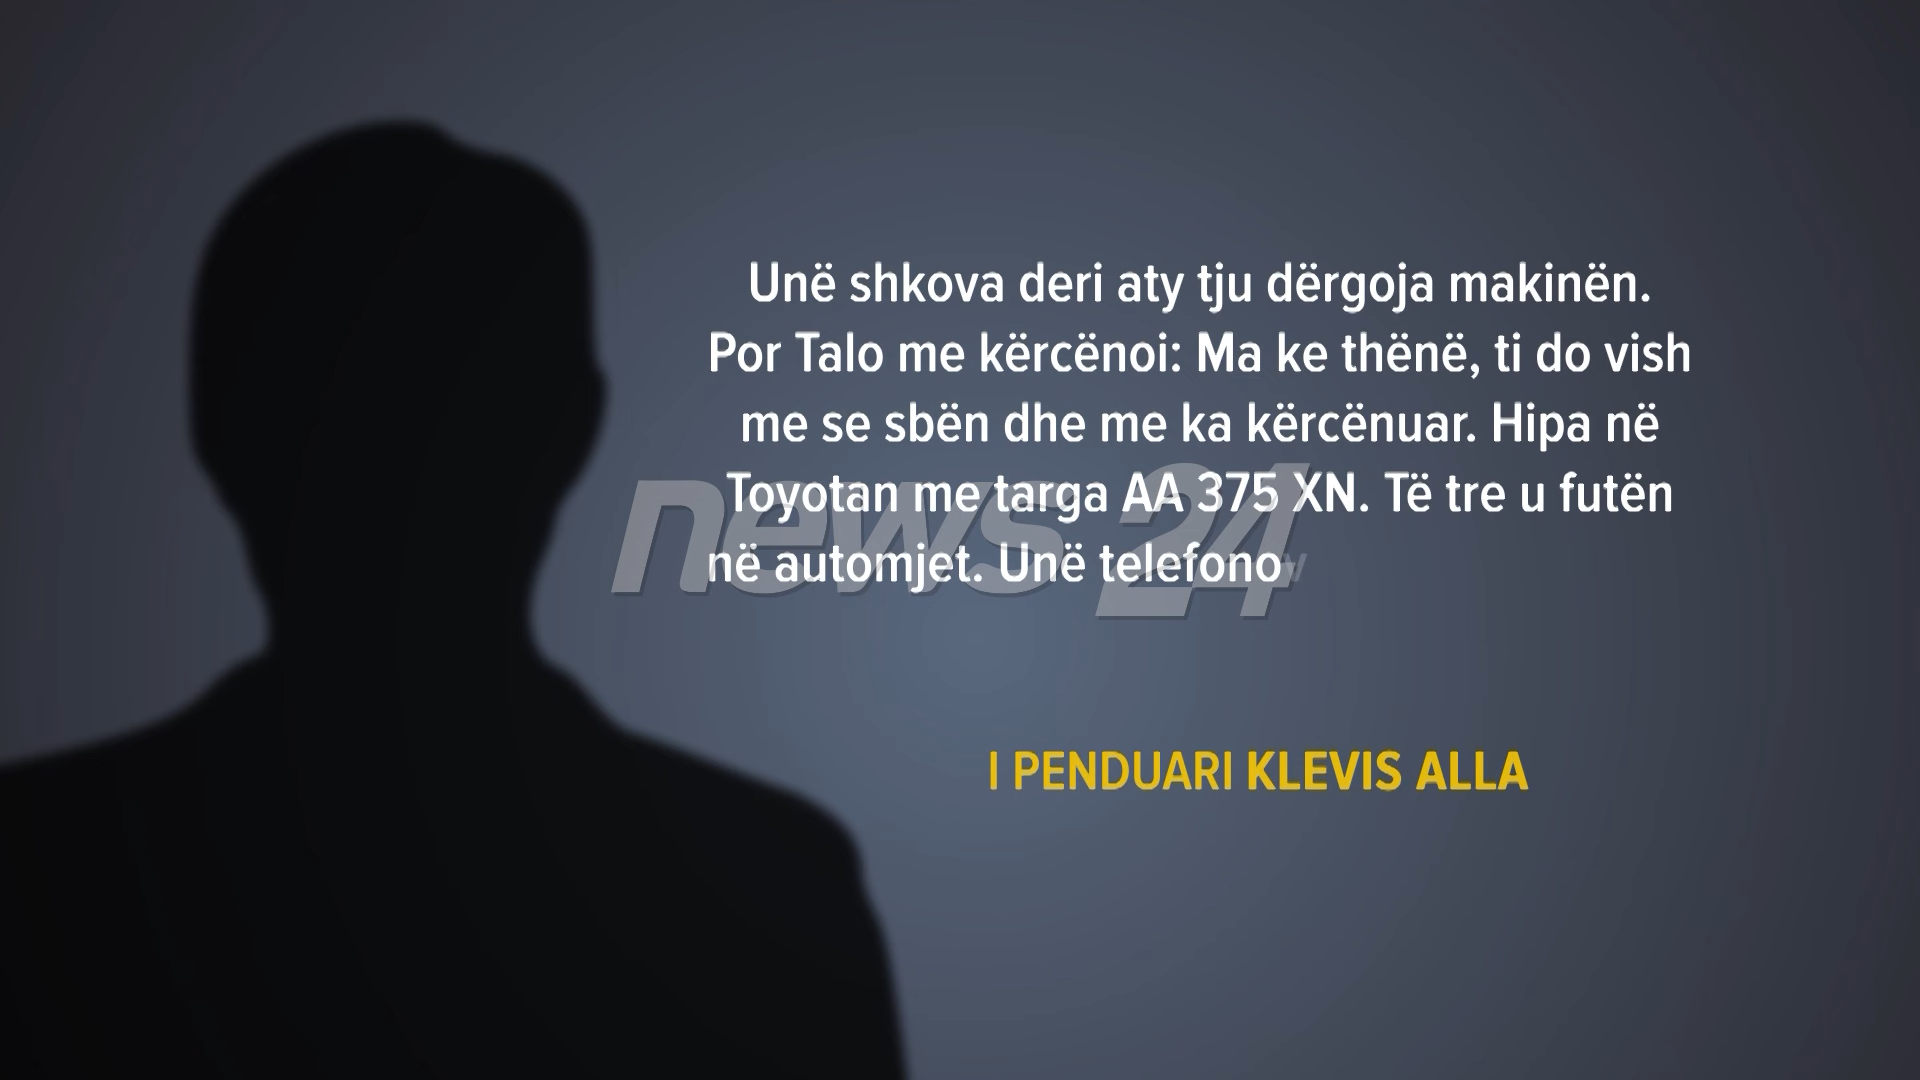 Unë shkova deri aty tju dërgoja makinën.
Por Talo me kërcënoi: Ma ke thënë, ti do vish
me se sbën dhe me ka kërcënuar. Hipa në
Toyotan me targa AA 375 XN. Të tre u futën
në automjet. Unë telefono
news 24
I PENDUARI KLEVIS ALLA